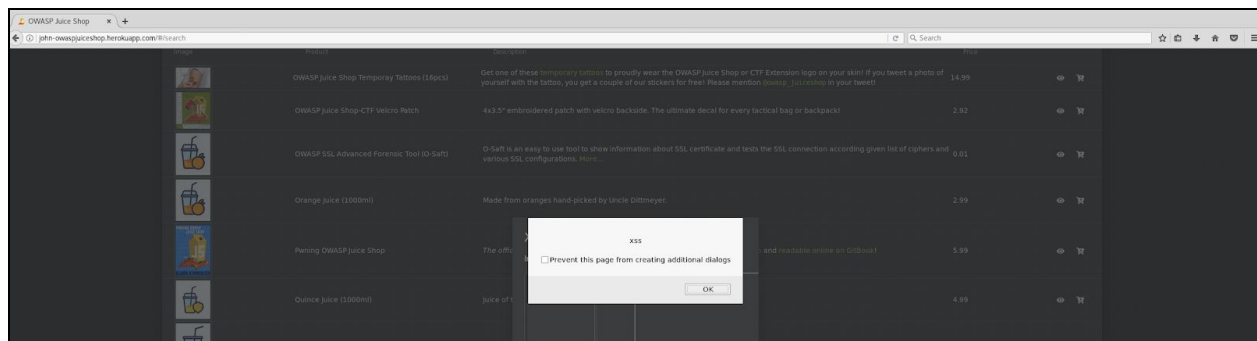 OWASP Juice Shop
john-owaspjuiceshop.herokuapp.com/#/search
Search
Image Product Description Price
OWASP Juice Shop Temporay Tattoos (16pcs)
Get one of these temporary tattoos to proudly wear the OWASP Juice Shop or CTF Extension logo on your skin! If you tweet a photo of
yourself with the tattoo, you get a couple of our stickers for free! Please mention @owasp_juiceshop in your tweet!
14.99
OWASP Juice Shop-CTF Velcro Patch
4x3.5" embroidered patch with velcro backside. The ultimate decal for every tactical bag or backpack!
2.92
OWASP SSL Advanced Forensic Tool (O-Saft)
O-Saft is an easy to use tool to show information about SSL certificate and tests the SSL connection according given list of ciphers and
various SSL configurations. More...
0.01
Orange Juice (1000ml)
Made from oranges hand-picked by Uncle Dittmeyer.
2.99
xss
Prevent this page from creating additional dialogs
OK
Pwning OWASP Juice Shop
The offi
and readable online on GitBook!
5.99
Quince Juice (1000ml)
Juice of
4.99